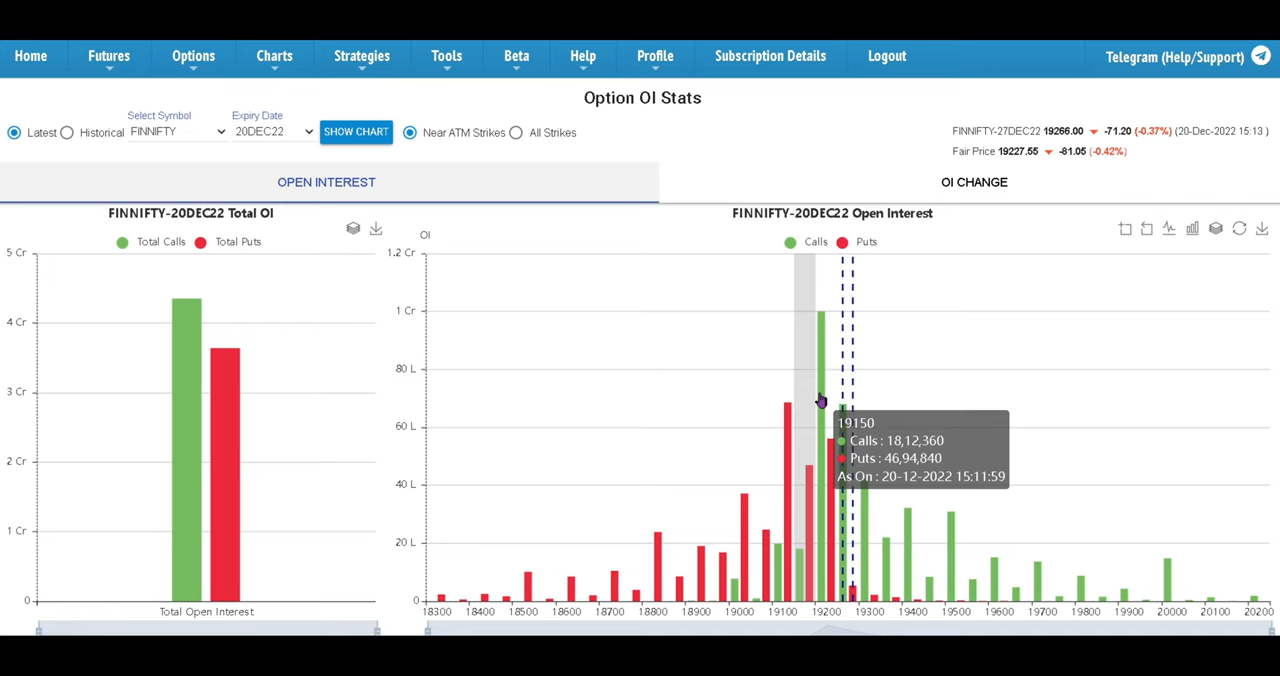 Home Futures Options Charts Strategies Tools Beta Help Profile Subscription Details Logout Telegram (Help/Support)
Option OI Stats
Select Symbol Expiry Date
Latest Historical FINNIFTY 20DEC22 SHOW CHART Near ATM Strikes All Strikes
FINNIFTY-27DEC22 19266.00 -71.20 (-0.37%) (20-Dec-2022 15:13 )
Fair Price 19227.55 -81.05 (-0.42%)
OPEN INTEREST OI CHANGE
FINNIFTY-20DEC22 Total OI
Total Calls Total Puts
5 Cr
4 Cr
3 Cr
2 Cr
1 Cr
0
Total Open Interest
FINNIFTY-20DEC22 Open Interest
OI
Calls Puts
1.2 Cr
1 Cr
80 L
60 L
40 L
20 L
0
19150
Calls : 18,12,360
Puts : 46,94,840
As On : 20-12-2022 15:11:59
18300 18400 18500 18600 18700 18800 18900 19000 19100 19200 19300 19400 19500 19600 19700 19800 19900 20000 20100 20200